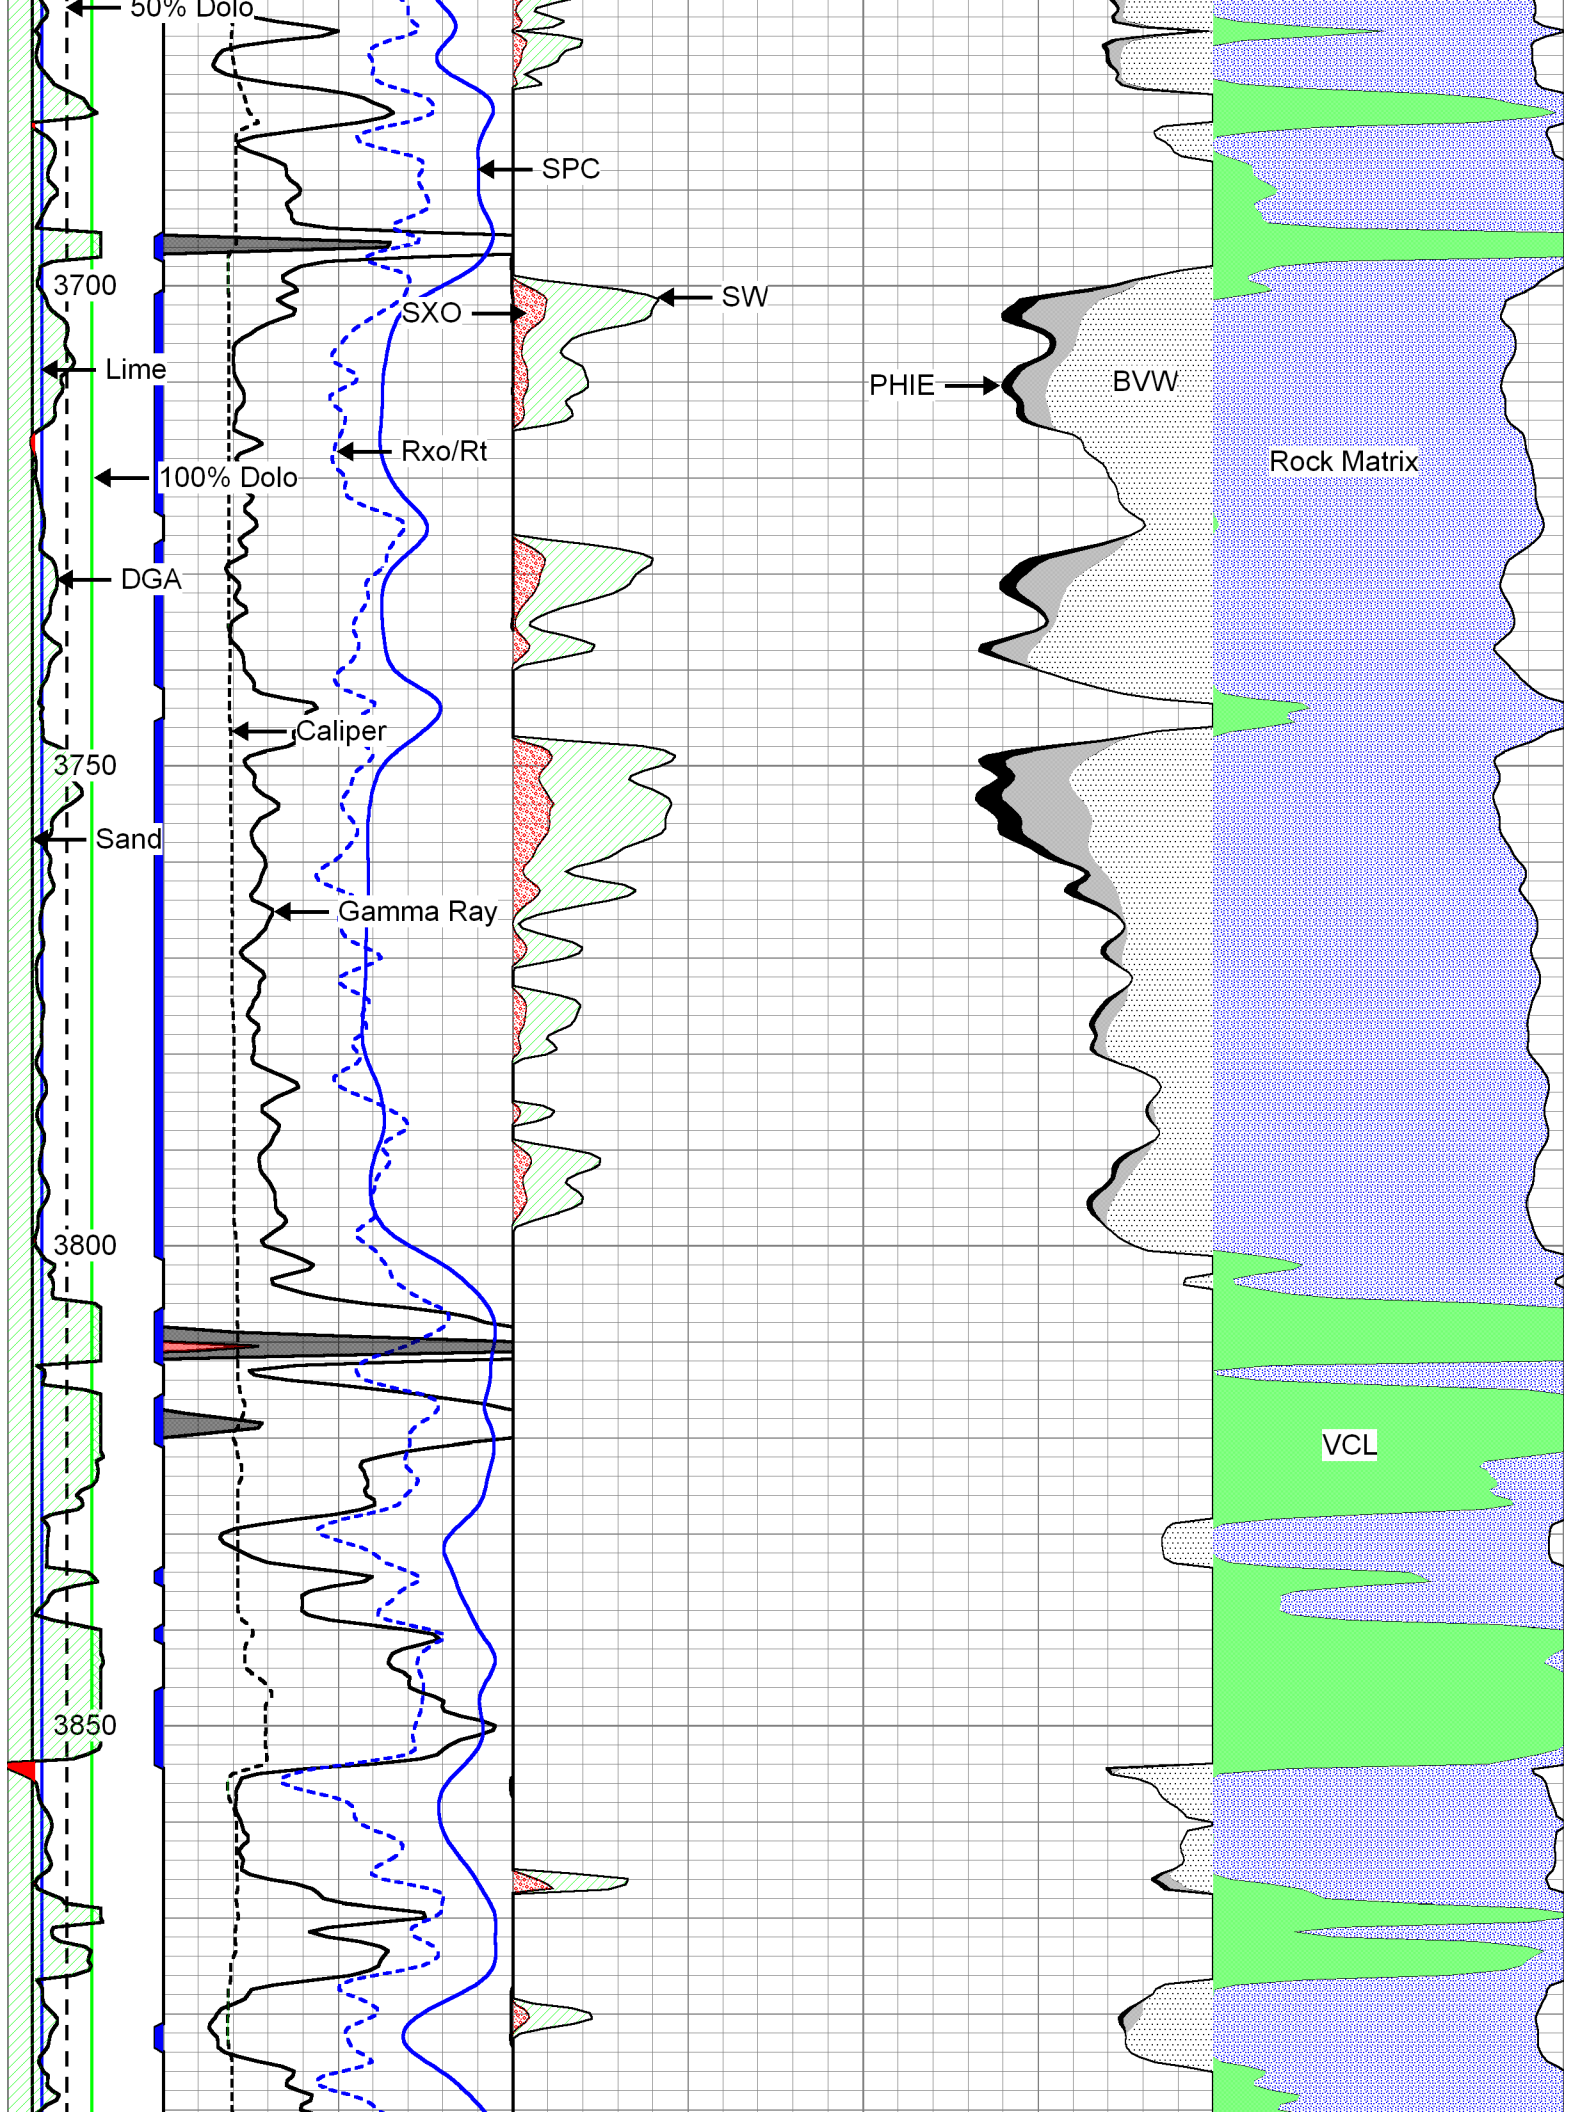 50% Dolo
SPC
3700
SW
SXO
Lime
BVW
PHIE
Rxo/Rt
Rock Matrix
100% Dolo
DGA
Caliper
3750
Sand
Gamma Ray
3800
VCL
3850